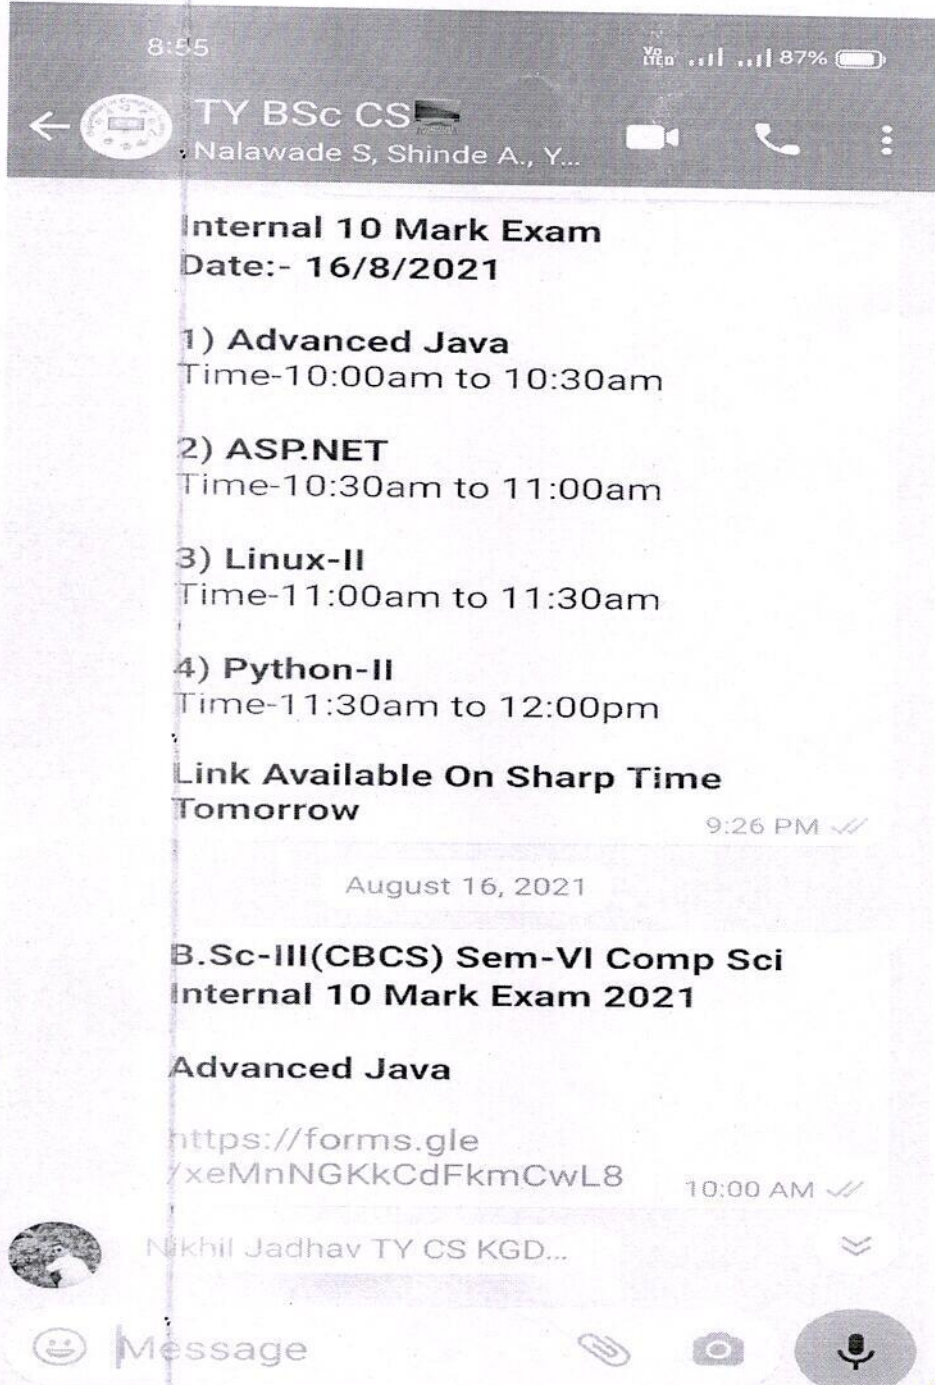 8:55
Vo LTED 87%
TY BSc CS
Nalawade S, Shinde A., Y...
Internal 10 Mark Exam
Date:- 16/8/2021
1) Advanced Java
Time-10:00am to 10:30am
2) ASP.NET
Time-10:30am to 11:00am
3) Linux-II
Time-11:00am to 11:30am
4) Python-II
Time-11:30am to 12:00pm
Link Available On Sharp Time
Tomorrow
9:26 PM
August 16, 2021
B.Sc-III(CBCS) Sem-VI Comp Sci
Internal 10 Mark Exam 2021
Advanced Java
https://forms.gle
/xeMnNGKkCdFkmCwL8
10:00 AM
Nikhil Jadhav TY CS KGD...
Message